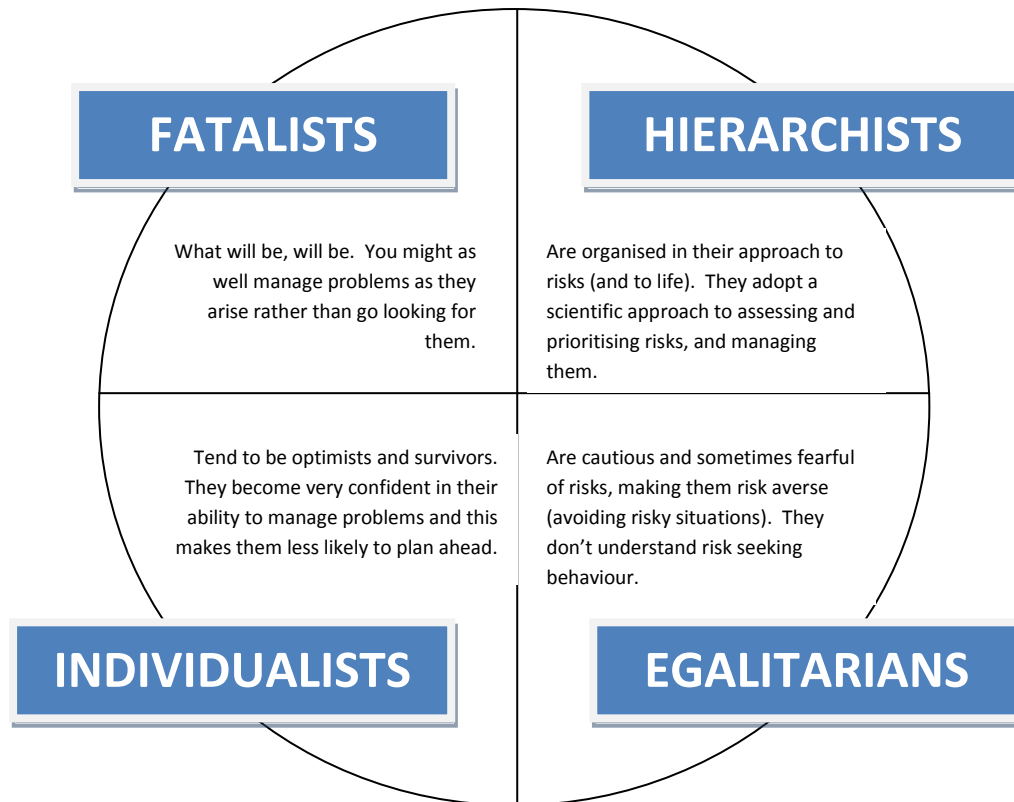 FATALISTS
What will be, will be.  You might as
well manage problems as they
arise rather than go looking for
them.
HIERARCHISTS
Are organised in their approach to
risks (and to life).  They adopt a
scientific approach to assessing and
prioritising risks, and managing
them.
Tend to be optimists and survivors.
They become very confident in their
ability to manage problems and this
makes them less likely to plan ahead.
INDIVIDUALISTS
Are cautious and sometimes fearful
of risks, making them risk averse
(avoiding risky situations).  They
don’t understand risk seeking
behaviour.
EGALITARIANS